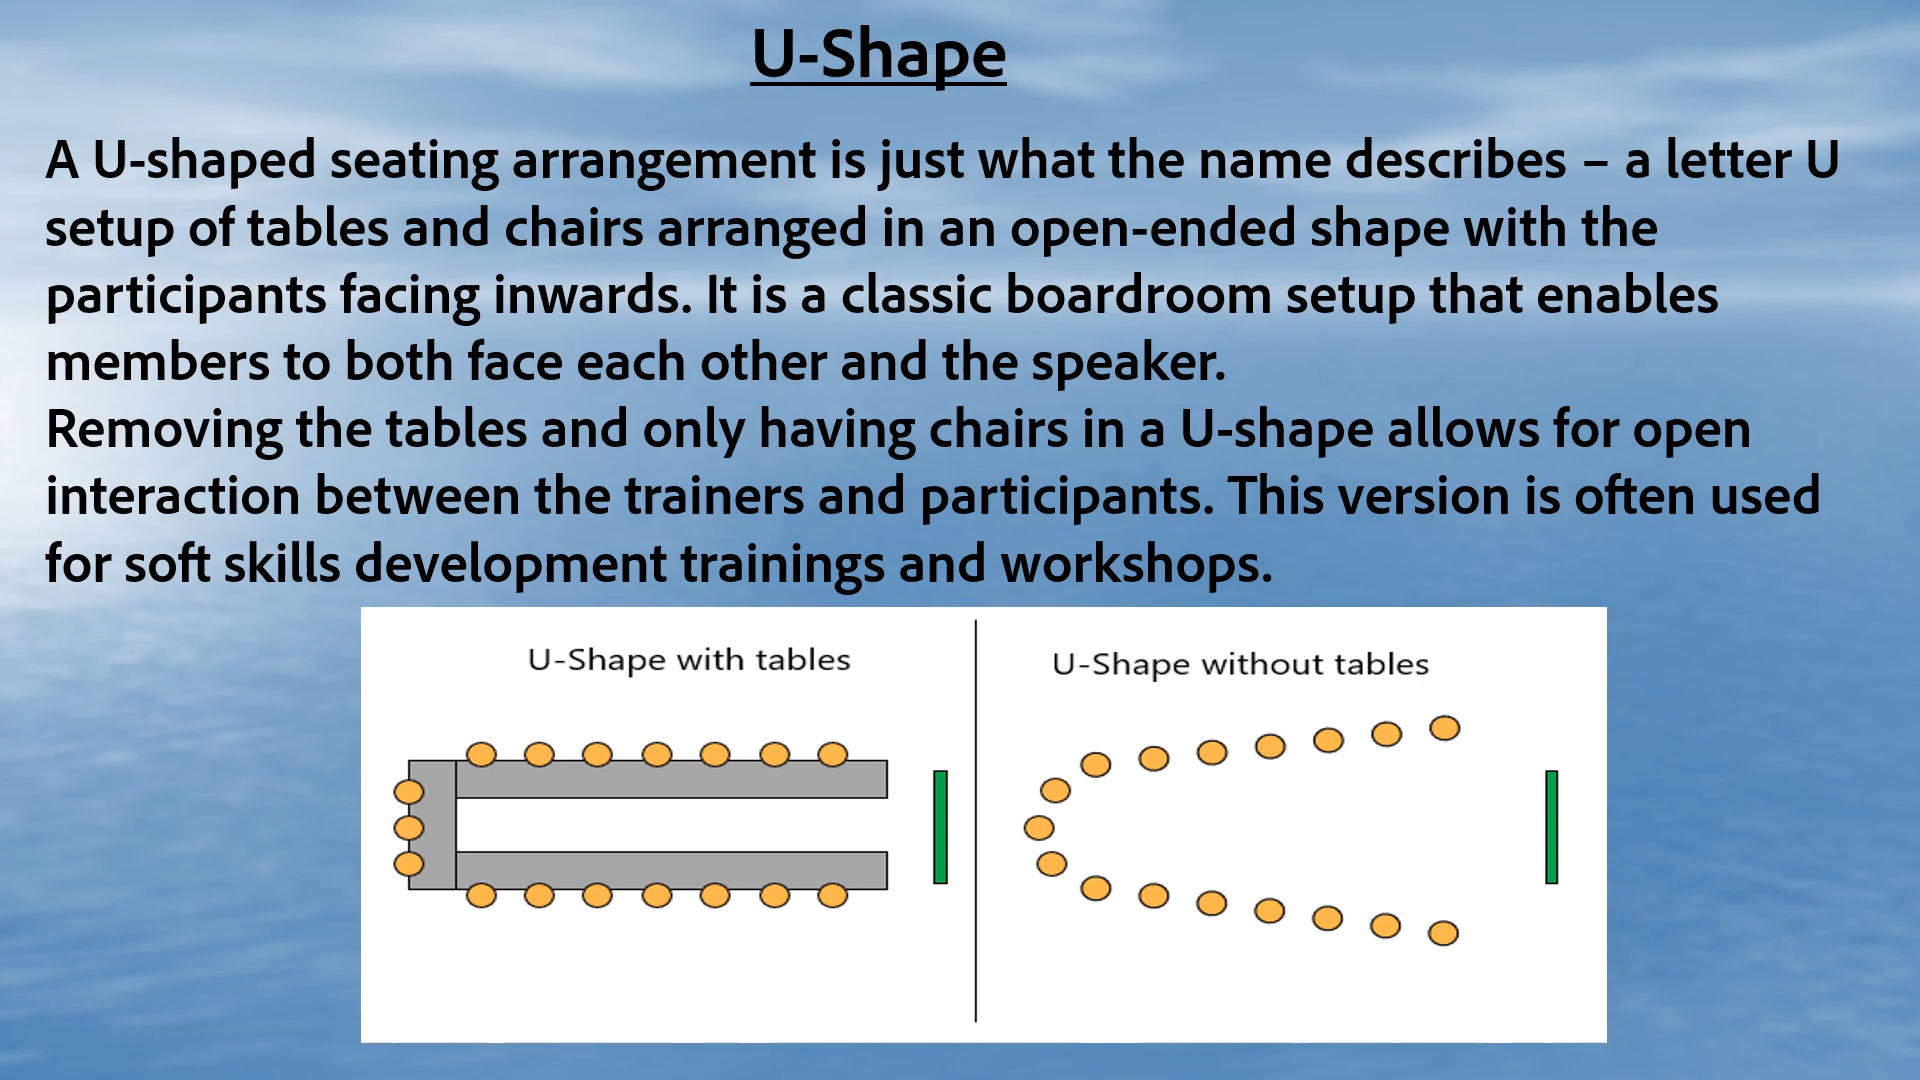 U-Shape
A U-shaped seating arrangement is just what the name describes – a letter U
setup of tables and chairs arranged in an open-ended shape with the
participants facing inwards. It is a classic boardroom setup that enables
members to both face each other and the speaker.
Removing the tables and only having chairs in a U-shape allows for open
interaction between the trainers and participants. This version is often used
for soft skills development trainings and workshops.
U-Shape with tables
U-Shape without tables